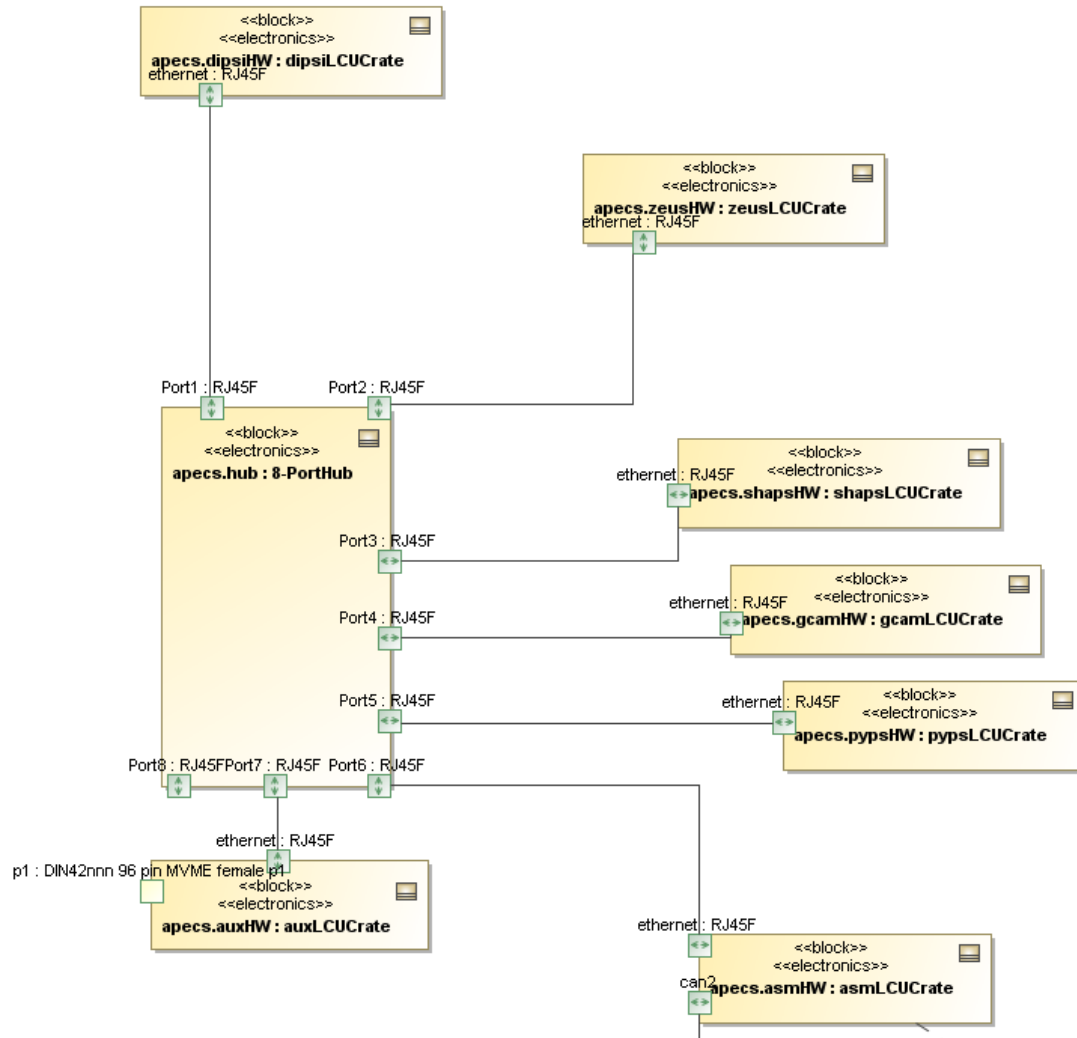 <<block>>
<<electronics>>
apecs.dipsiHW : dipsiLCUCrate
ethernet : RJ45F
<<block>>
<<electronics>>
apecs.zeusHW : zeusLCUCrate
ethernet : RJ45F
Port1 : RJ45F
Port2 : RJ45F
<<block>>
<<electronics>>
apecs.hub : 8-PortHub
<<block>>
<<electronics>>
ethernet : RJ45F
apecs.shapsHW : shapsLCUCrate
Port3 : RJ45F
<<block>>
<<electronics>>
ethernet : RJ45F
apecs.gcamHW : gcamLCUCrate
Port4 : RJ45F
<<block>>
<<electronics>>
ethernet : RJ45F
apecs.pypsHW : pypsLCUCrate
Port5 : RJ45F
Port8 : RJ45F
Port7 : RJ45F
Port6 : RJ45F
ethernet : RJ45F
p1 : DIN42nnn 96 pin MVME female p1
<<block>>
<<electronics>>
apecs.auxHW : auxLCUCrate
ethernet : RJ45F
<<block>>
<<electronics>>
can2
apecs.asmHW : asmLCUCrate